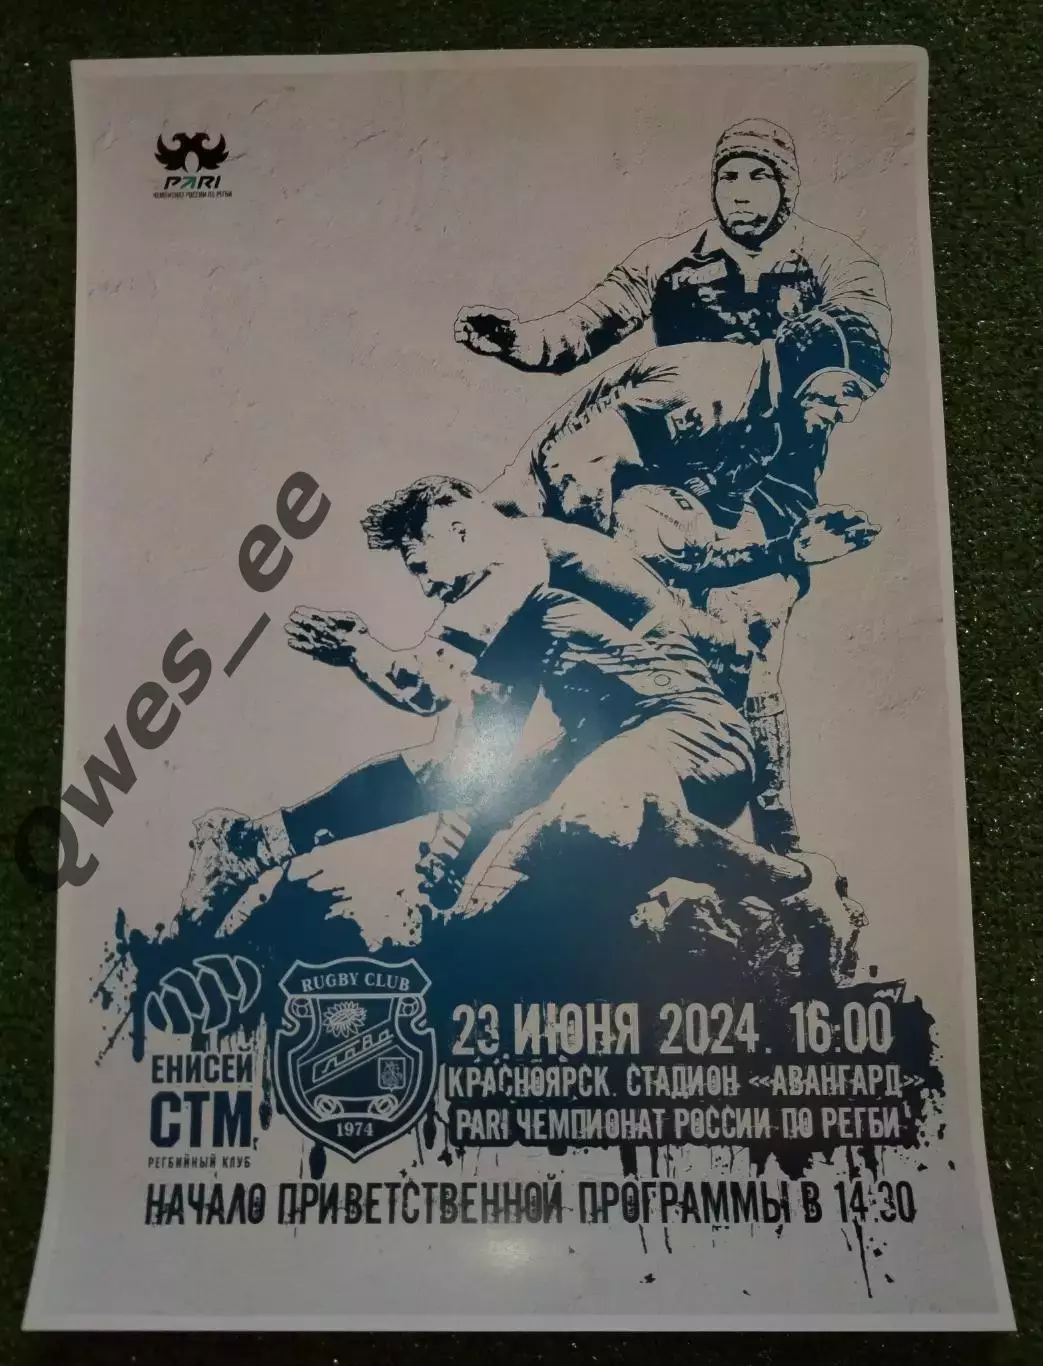 PARI
ЧЕМПИОНАТ РОССИИ ПО РЕГБИ
Qwes_ee
RUGBY CLUB
СЛАВА
1974
ЕНИСЕЙ
СТМ
РЕГБИЙНЫЙ КЛУБ
23 ИЮНЯ 2024. 16:00
КРАСНОЯРСК. СТАДИОН «АВАНГАРД»
PARI ЧЕМПИОНАТ РОССИИ ПО РЕГБИ
НАЧАЛО ПРИВЕТСТВЕННОЙ ПРОГРАММЫ В 14:30